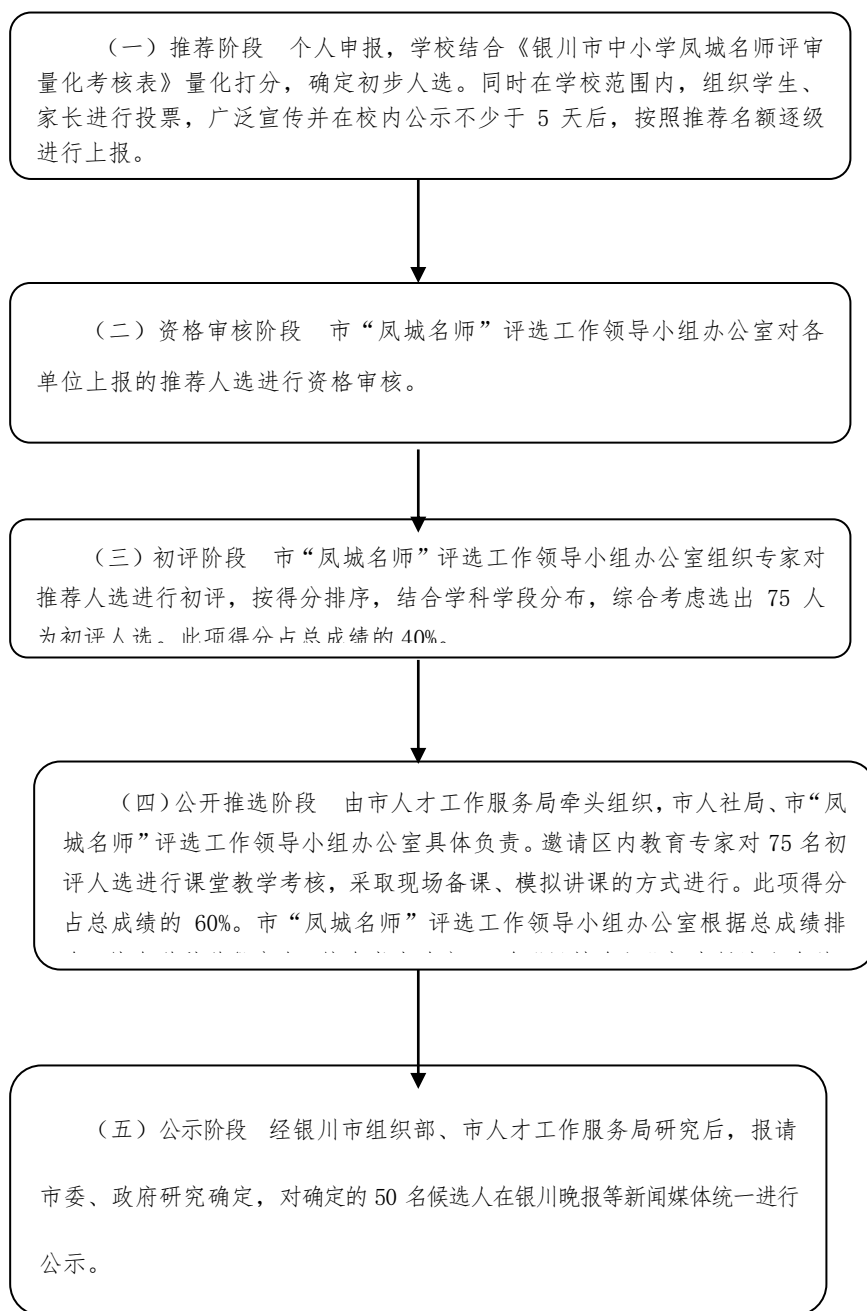 （一）推荐阶段　个人申报，学校结合《银川市中小学凤城名师评审
量化考核表》量化打分，确定初步人选。同时在学校范围内，组织学生、
家长进行投票，广泛宣传并在校内公示不少于 5 天后，按照推荐名额逐级
进行上报。
（二）资格审核阶段　市“凤城名师”评选工作领导小组办公室对各
单位上报的推荐人选进行资格审核。
（三）初评阶段　市“凤城名师”评选工作领导小组办公室组织专家对
推荐人选进行初评，按得分排序，结合学科学段分布，综合考虑选出 75 人
为初评人选。此项得分占总成绩的 40%。
（四）公开推选阶段　由市人才工作服务局牵头组织，市人社局、市“凤
城名师”评选工作领导小组办公室具体负责。邀请区内教育专家对 75 名初
评人选进行课堂教学考核，采取现场备课、模拟讲课的方式进行。此项得分
占总成绩的 60%。市“凤城名师”评选工作领导小组办公室根据总成绩排
（五）公示阶段　经银川市组织部、市人才工作服务局研究后，报请
市委、政府研究确定，对确定的 50 名候选人在银川晚报等新闻媒体统一进行
公示。